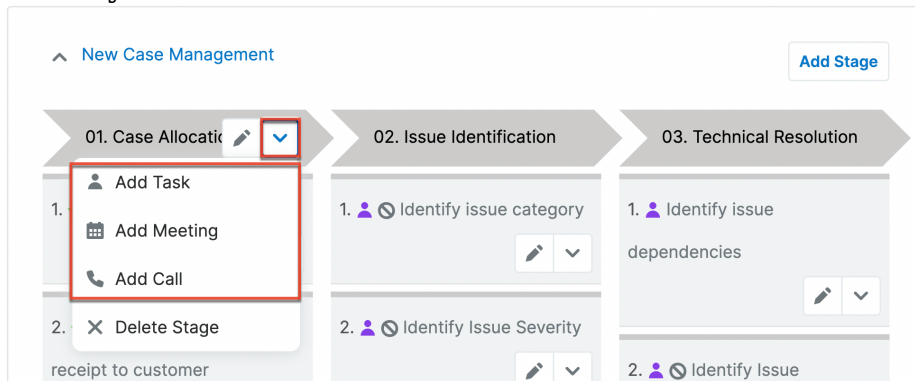 New Case Management
Add Stage
01. Case Allocatio
02. Issue Identification
03. Technical Resolution
Add Task
Add Meeting
Add Call
Delete Stage
1.
2.
receipt to customer
1. Identify issue category
2. Identify Issue Severity
1. Identify issue
dependencies
2. Identify Issue